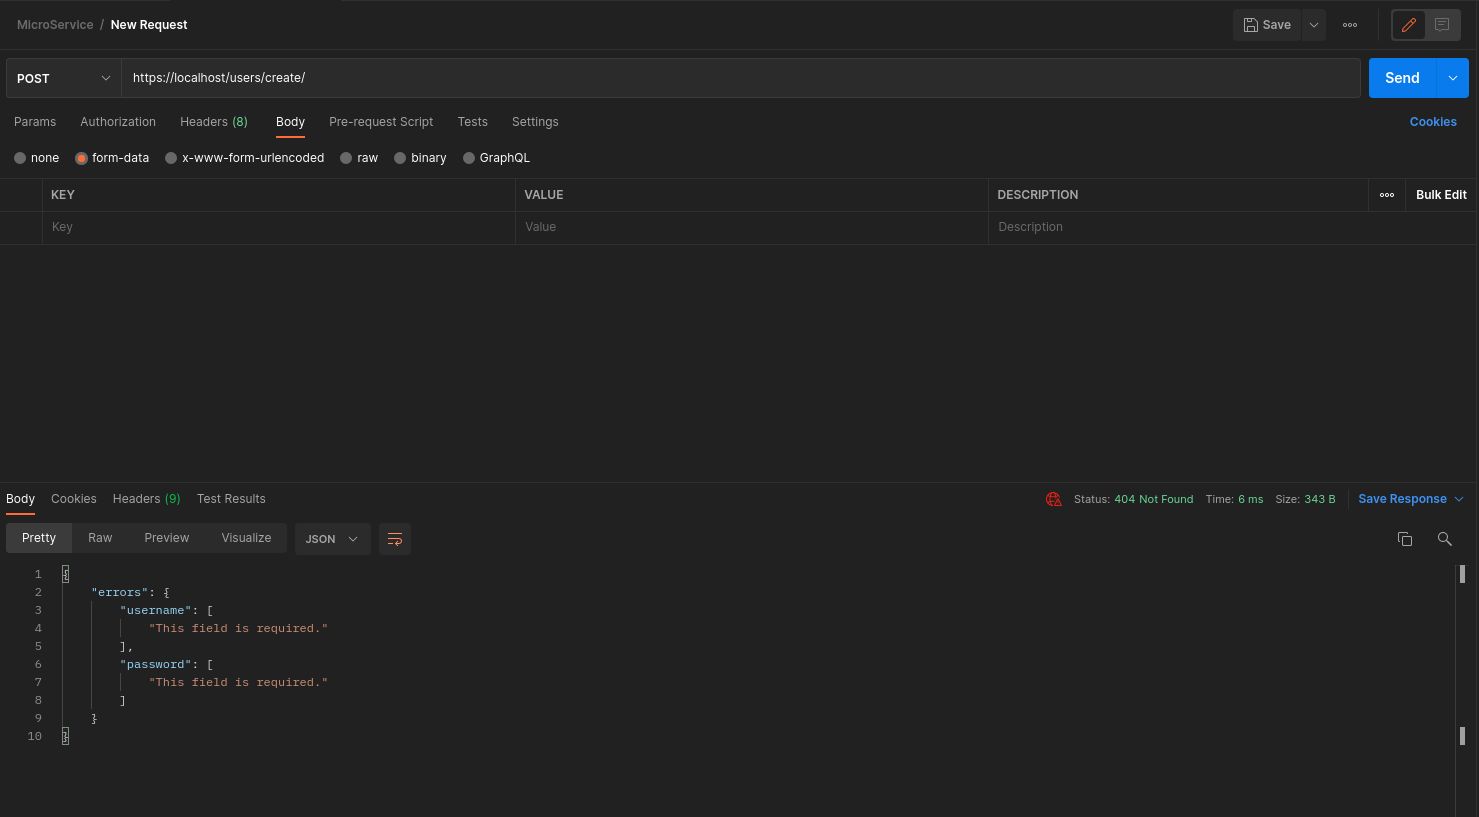 MicroService / New Request
Save
POST
https://localhost/users/create/
Send
Params Authorization Headers (8) Body Pre-request Script Tests Settings Cookies
none form-data x-www-form-urlencoded raw binary GraphQL
KEY VALUE DESCRIPTION Bulk Edit
Key Value Description
Body Cookies Headers (9) Test Results Status: 404 Not Found Time: 6 ms Size: 343 B Save Response
Pretty Raw Preview Visualize JSON
1 {
2 "errors": {
3 "username": [
4 "This field is required."
5 ],
6 "password": [
7 "This field is required."
8 ]
9 }
10 }